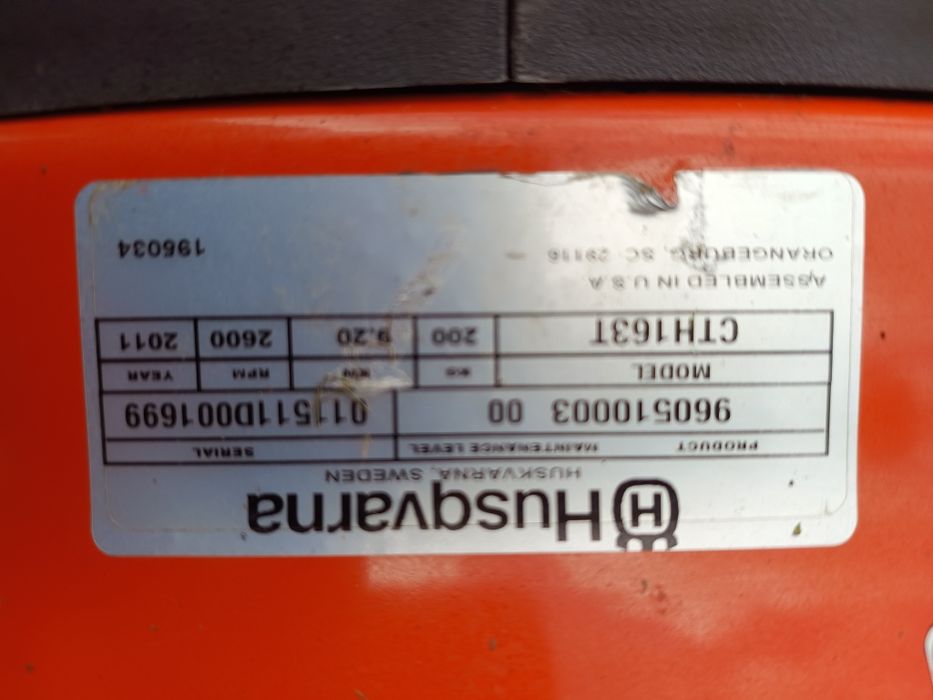 Husqvarna
HUSKVARNA, SWEDEN
PRODUCT MAINTENANCE LEVEL SERIAL
960510003 00 011511D001699
MODEL KG KW RPM YEAR
CTH163T 200 9.20 2600 2011
ASSEMBLED IN U.S.A
ORANGEBURG, SC 29116 196034